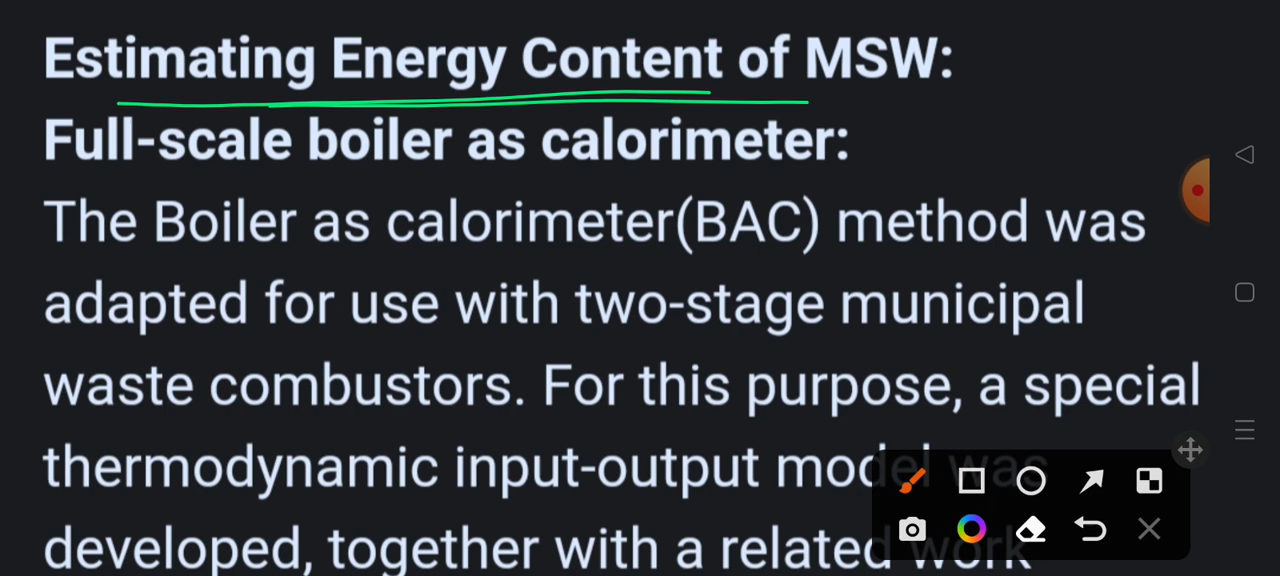 Estimating Energy Content of MSW:
Full-scale boiler as calorimeter:
The Boiler as calorimeter(BAC) method was
adapted for use with two-stage municipal
waste combustors. For this purpose, a special
thermodynamic input-output model was
developed, together with a related work